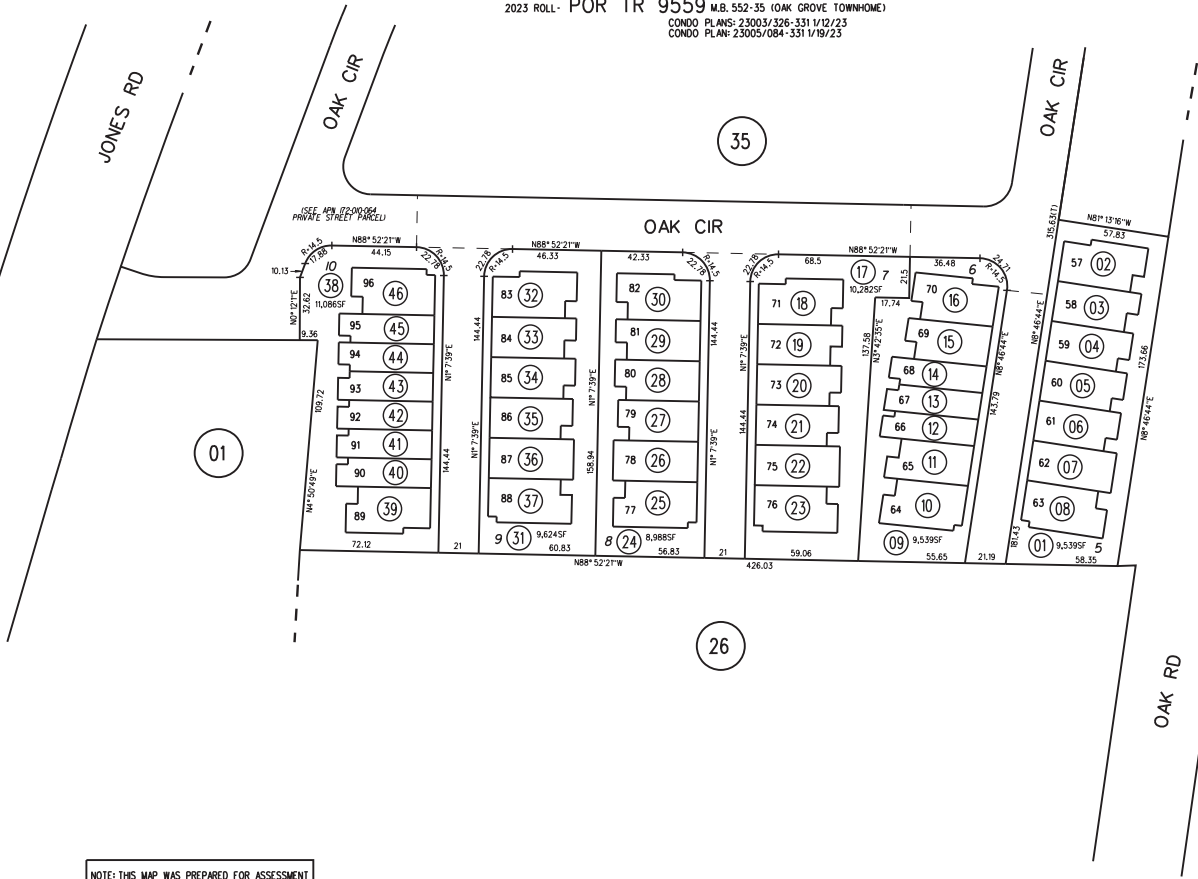 2023 ROLL- POR TR 9559 M.B. 552-35 (OAK GROVE TOWNHOME)
CONDO PLANS: 23003/326-331 1/12/23
CONDO PLAN: 23005/084-331 1/19/23
JONES RD
OAK CIR
35
OAK CIR
(SEE APN 172-010-064
PRIVATE STREET PARCEL)
OAK CIR
315.63(T)
N81° 13'16"W
57.83
R=14.5
17.88
N88° 52'21"W
44.15
R=14.5
22.78
22.78
R=14.5
N88° 52'21"W
46.33
42.33
R=14.5
22.78
22.78
R=14.5
N88° 52'21"W
68.5
36.48
24.71
R=14.5
10.13
10
38
11,086SF
N0° 12'1"E
32.62
9.36
96 46
95 45
94 44
93 43
92 42
91 41
90 40
89 39
N1° 7'39"E
144.44
109.72
N4° 50'49"E
72.12
01
144.44
N1° 7'39"E
83 32
84 33
85 34
86 35
87 36
88 37
9 31 9,624SF
60.83
21
N1° 7'39"E
158.94
82 30
81 29
80 28
79 27
78 26
77 25
8 24 8,988SF
56.83
144.44
N1° 7'39"E
21
N1° 7'39"E
144.44
71 18
72 19
73 20
74 21
75 22
76 23
59.06
17 7
10,282SF
21.5
17.74
137.58
N3° 42'35"E
6
70 16
69 15
68 14
67 13
66 12
65 11
64 10
09 9,539SF
55.65
N8° 46'44"E
143.79
21.19
N8° 46'44"E
181.43
57 02
58 03
59 04
60 05
61 06
62 07
63 08
01 9,539SF 5
58.35
173.66
N8° 46'44"E
N88° 52'21"W
426.03
26
OAK RD
NOTE: THIS MAP WAS PREPARED FOR ASSESSMENT